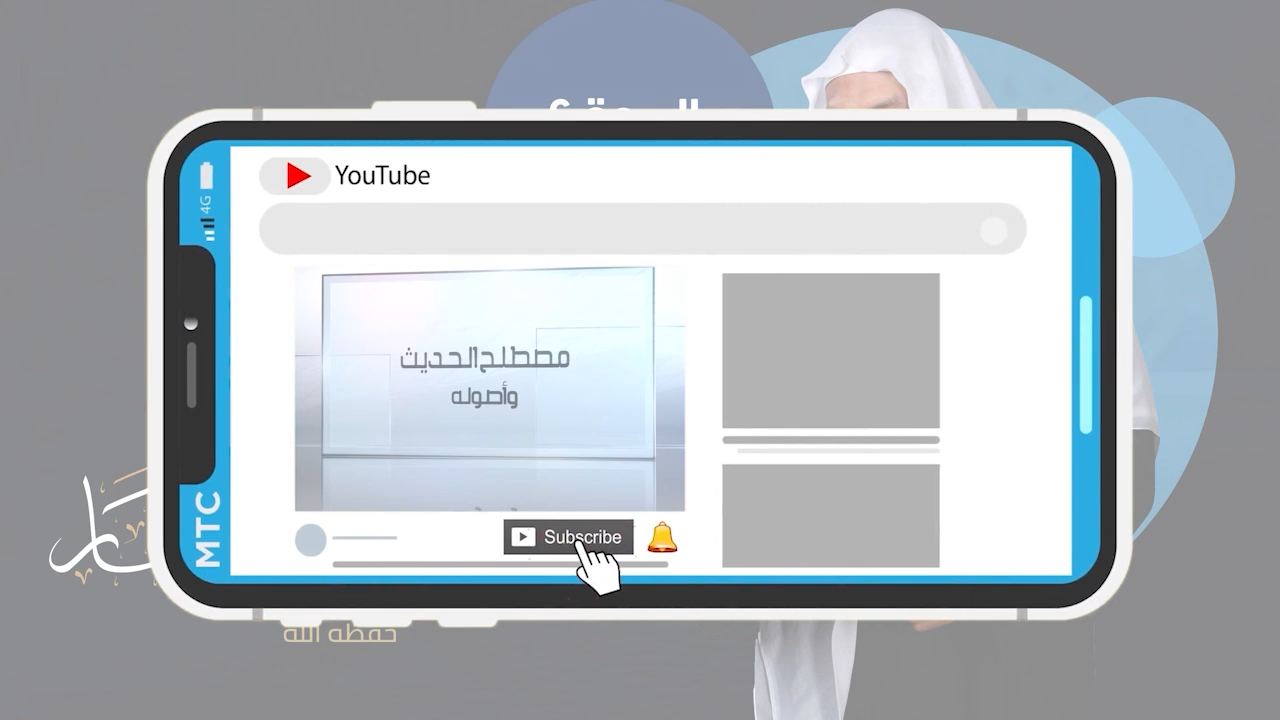 YouTube
4G
مصطلح الحديث
وأصوله
Subscribe
MTC
حفظه الله